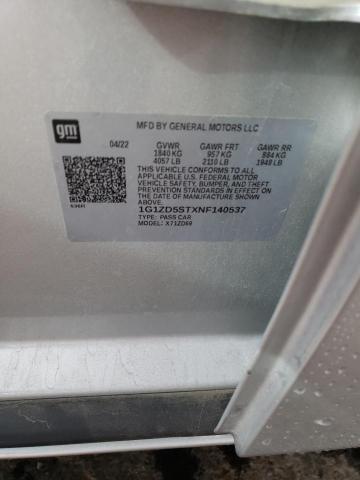 gm
MFD BY GENERAL MOTORS LLC
04/22 GVWR GAWR FRT GAWR RR
1840 KG 957 KG 884 KG
4057 LB 2110 LB 1949 LB
THIS VEHICLE CONFORMS TO ALL
APPLICABLE U.S. FEDERAL MOTOR
VEHICLE SAFETY, BUMPER, AND THEFT
PREVENTION STANDARDS IN EFFECT ON
THE DATE OF MANUFACTURE SHOWN
ABOVE.
1G1ZD5STXNF140537
TYPE: PASS CAR
MODEL: X71ZD69